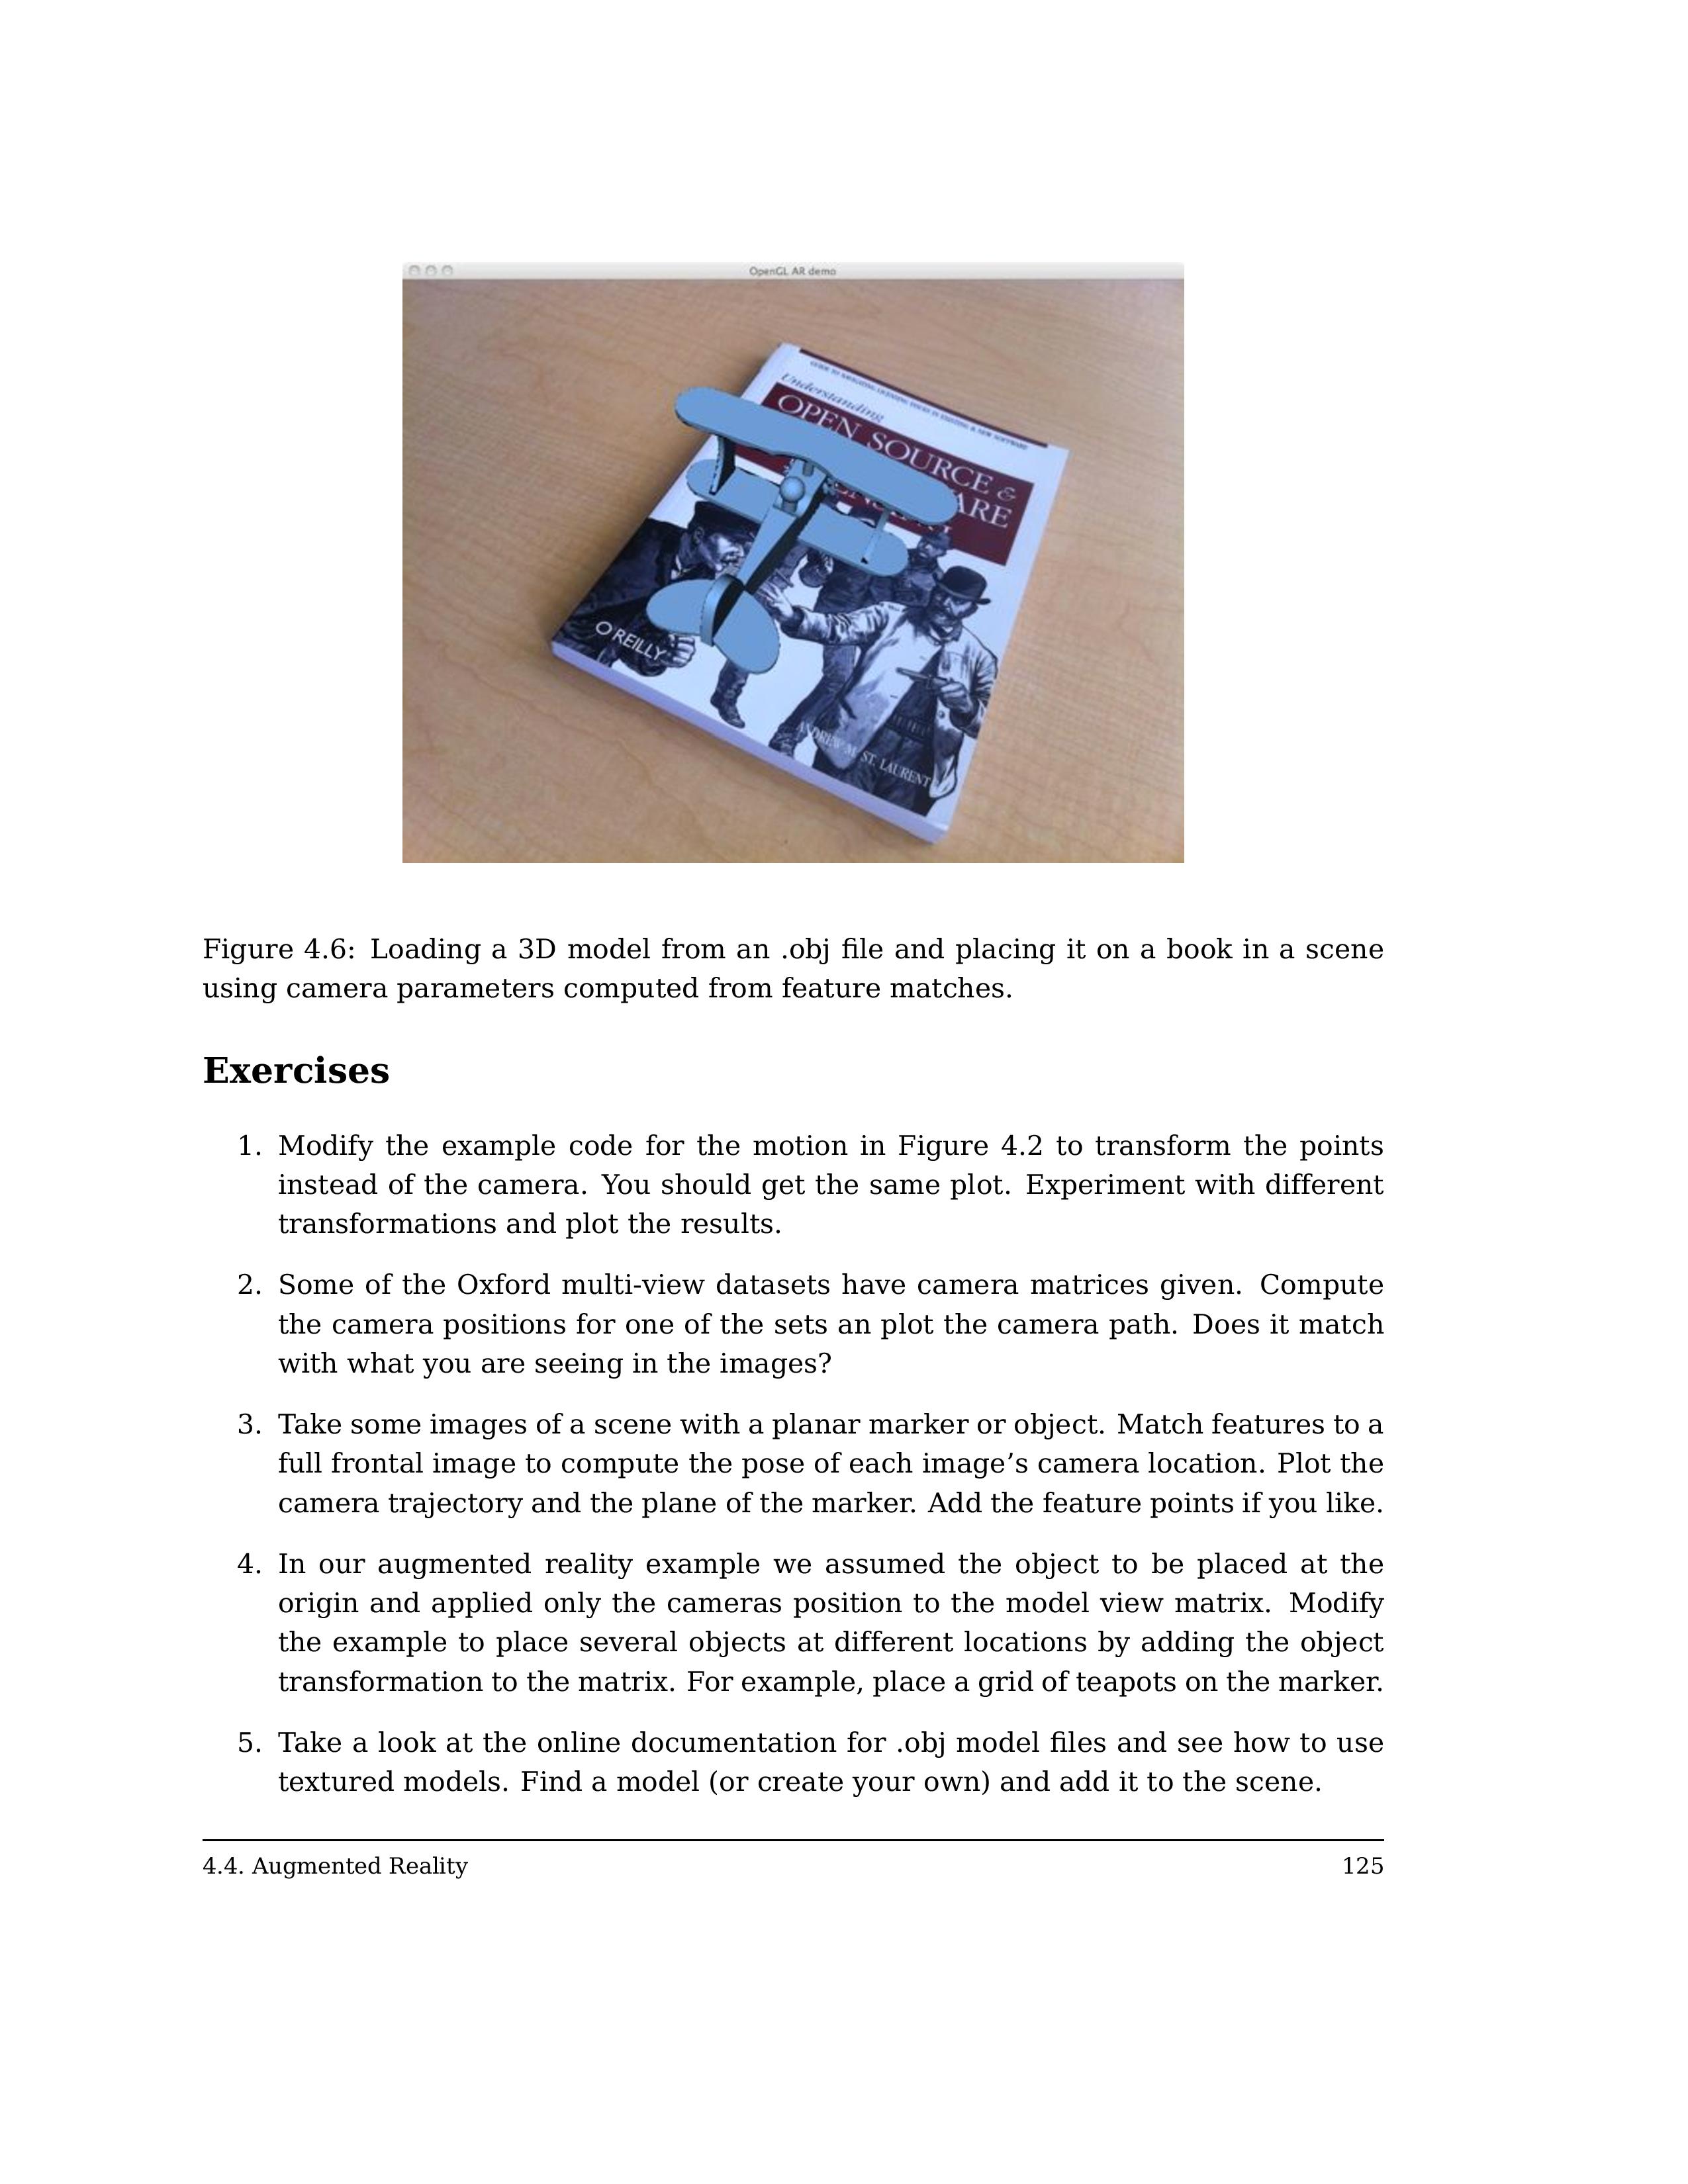 OpenGL AR demo
GUIDE TO NAVIGATING LICENSING ISSUES IN EXISTING & NEW SOFTWARE
Understanding
OPEN SOURCE &
ARE
O'REILLY
ANDREW M. ST. LAURENT
Figure 4.6: Loading a 3D model from an .obj file and placing it on a book in a scene
using camera parameters computed from feature matches.
Exercises
1. Modify the example code for the motion in Figure 4.2 to transform the points
instead of the camera. You should get the same plot. Experiment with different
transformations and plot the results.
2. Some of the Oxford multi-view datasets have camera matrices given. Compute
the camera positions for one of the sets an plot the camera path. Does it match
with what you are seeing in the images?
3. Take some images of a scene with a planar marker or object. Match features to a
full frontal image to compute the pose of each image’s camera location. Plot the
camera trajectory and the plane of the marker. Add the feature points if you like.
4. In our augmented reality example we assumed the object to be placed at the
origin and applied only the cameras position to the model view matrix. Modify
the example to place several objects at different locations by adding the object
transformation to the matrix. For example, place a grid of teapots on the marker.
5. Take a look at the online documentation for .obj model files and see how to use
textured models. Find a model (or create your own) and add it to the scene.
4.4. Augmented Reality 125